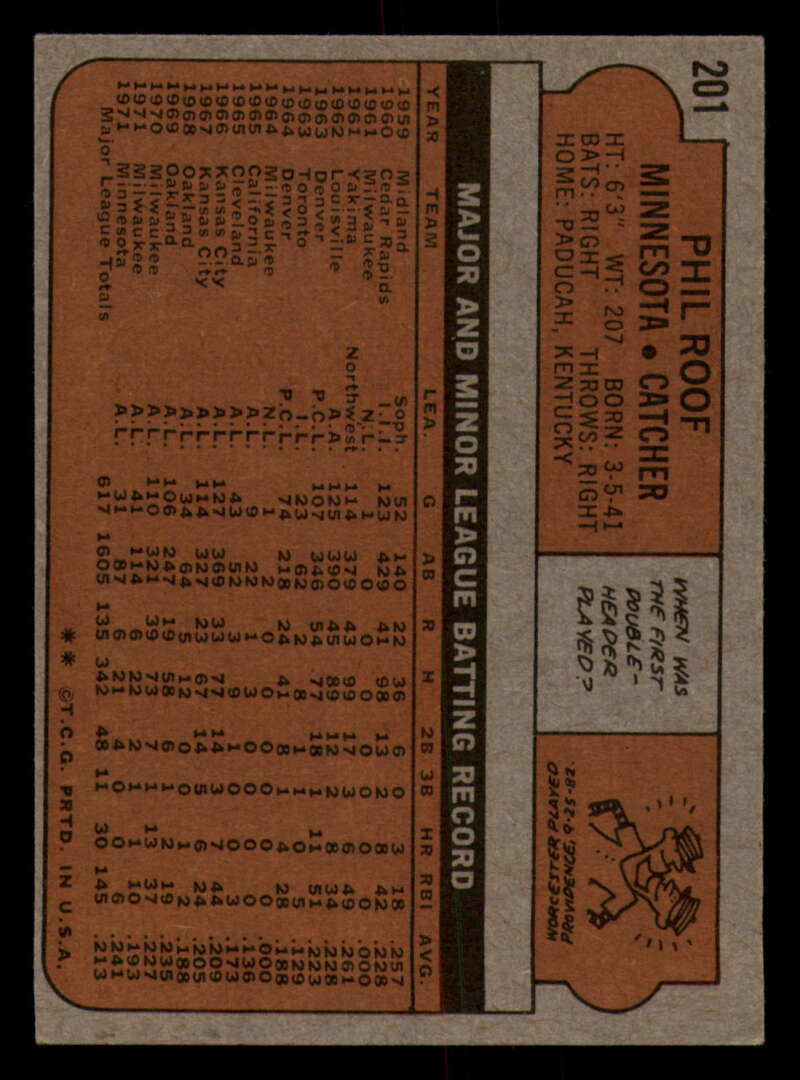 201
PHIL ROOF
MINNESOTA • CATCHER
HT: 6'3" WT: 207 BORN: 3-5-41
BATS: RIGHT THROWS: RIGHT
HOME: PADUCAH, KENTUCKY
WHEN WAS
THE FIRST
DOUBLE-
HEADER
PLAYED?
WORCESTER PLAYED
PROVIDENCE, 9-25-82.
MAJOR AND MINOR LEAGUE BATTING RECORD
YEAR TEAM LEA. G AB R H 2B 3B HR RBI AVG.
1959 Midland Soph. 52 140 22 36 6 0 3 18 .257
1960 Cedar Rapids I.I.I. 123 429 41 98 13 2 8 42 .228
1961 Milwaukee N.L. 1 0 0 0 0 0 0 0 .000
1961 Yakima Northwest 114 379 43 99 17 3 6 49 .261
1962 Louisville A.A. 125 390 45 89 12 2 8 34 .228
1963 Denver P.C.L. 107 346 54 77 18 1 11 51 .223
1963 Toronto I.L. 23 62 2 8 1 1 0 5 .129
1964 Denver P.C.L. 74 218 24 41 8 1 4 28 .188
1964 Milwaukee N.L. 1 2 0 0 0 0 0 0 .000
1965 California A.L. 9 22 1 3 0 0 0 0 .136
1965 Cleveland A.L. 43 52 3 9 1 0 0 3 .173
1966 Kansas City A.L. 127 369 33 77 14 3 7 44 .209
1967 Kansas City A.L. 114 327 23 67 14 5 6 24 .205
1968 Oakland A.L. 34 64 5 12 0 0 1 2 .188
1969 Oakland A.L. 106 247 19 58 6 1 2 19 .235
1970 Milwaukee A.L. 110 321 39 73 7 1 13 37 .227
1971 Milwaukee A.L. 41 114 6 22 2 1 1 10 .193
1971 Minnesota A.L. 31 87 6 21 4 0 0 6 .241
Major League Totals 617 1605 135 342 48 11 30 145 .213
** ©T.C.G. PRTD. IN U.S.A.